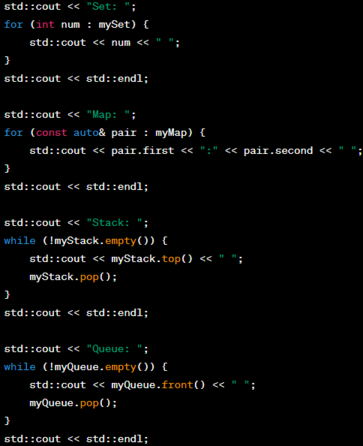 std::cout << "Set: ";
for (int num : mySet) {
    std::cout << num << " ";
}
std::cout << std::endl;

std::cout << "Map: ";
for (const auto& pair : myMap) {
    std::cout << pair.first << ":" << pair.second << " ";
}
std::cout << std::endl;

std::cout << "Stack: ";
while (!myStack.empty()) {
    std::cout << myStack.top() << " ";
    myStack.pop();
}
std::cout << std::endl;

std::cout << "Queue: ";
while (!myQueue.empty()) {
    std::cout << myQueue.front() << " ";
    myQueue.pop();
}
std::cout << std::endl;